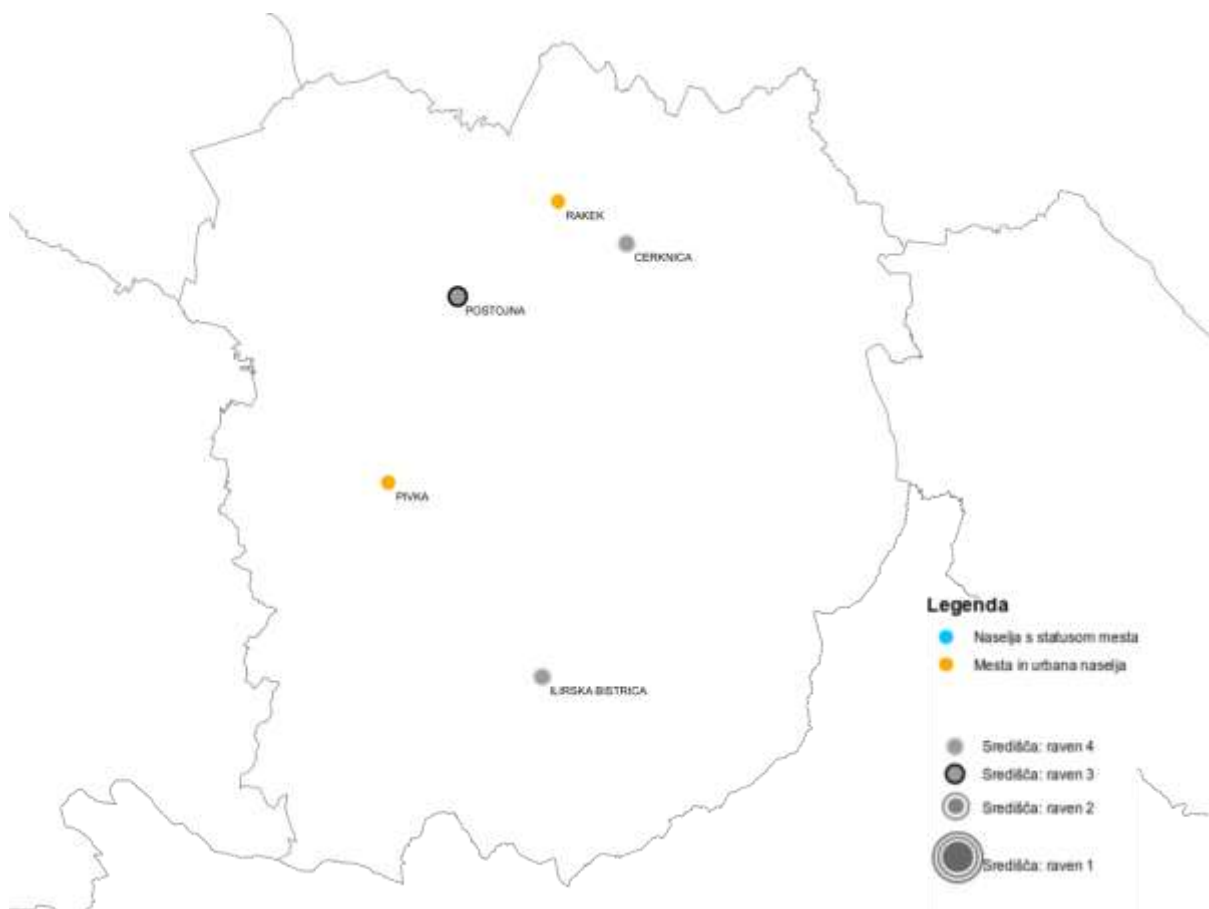 RAKEK
CERKNICA
POSTOJNA
PIVKA
ILIRSKA BISTRICA
Legenda
Naselja s statusom mesta
Mesta in urbana naselja
Središča: raven 4
Središča: raven 3
Središča: raven 2
Središča: raven 1